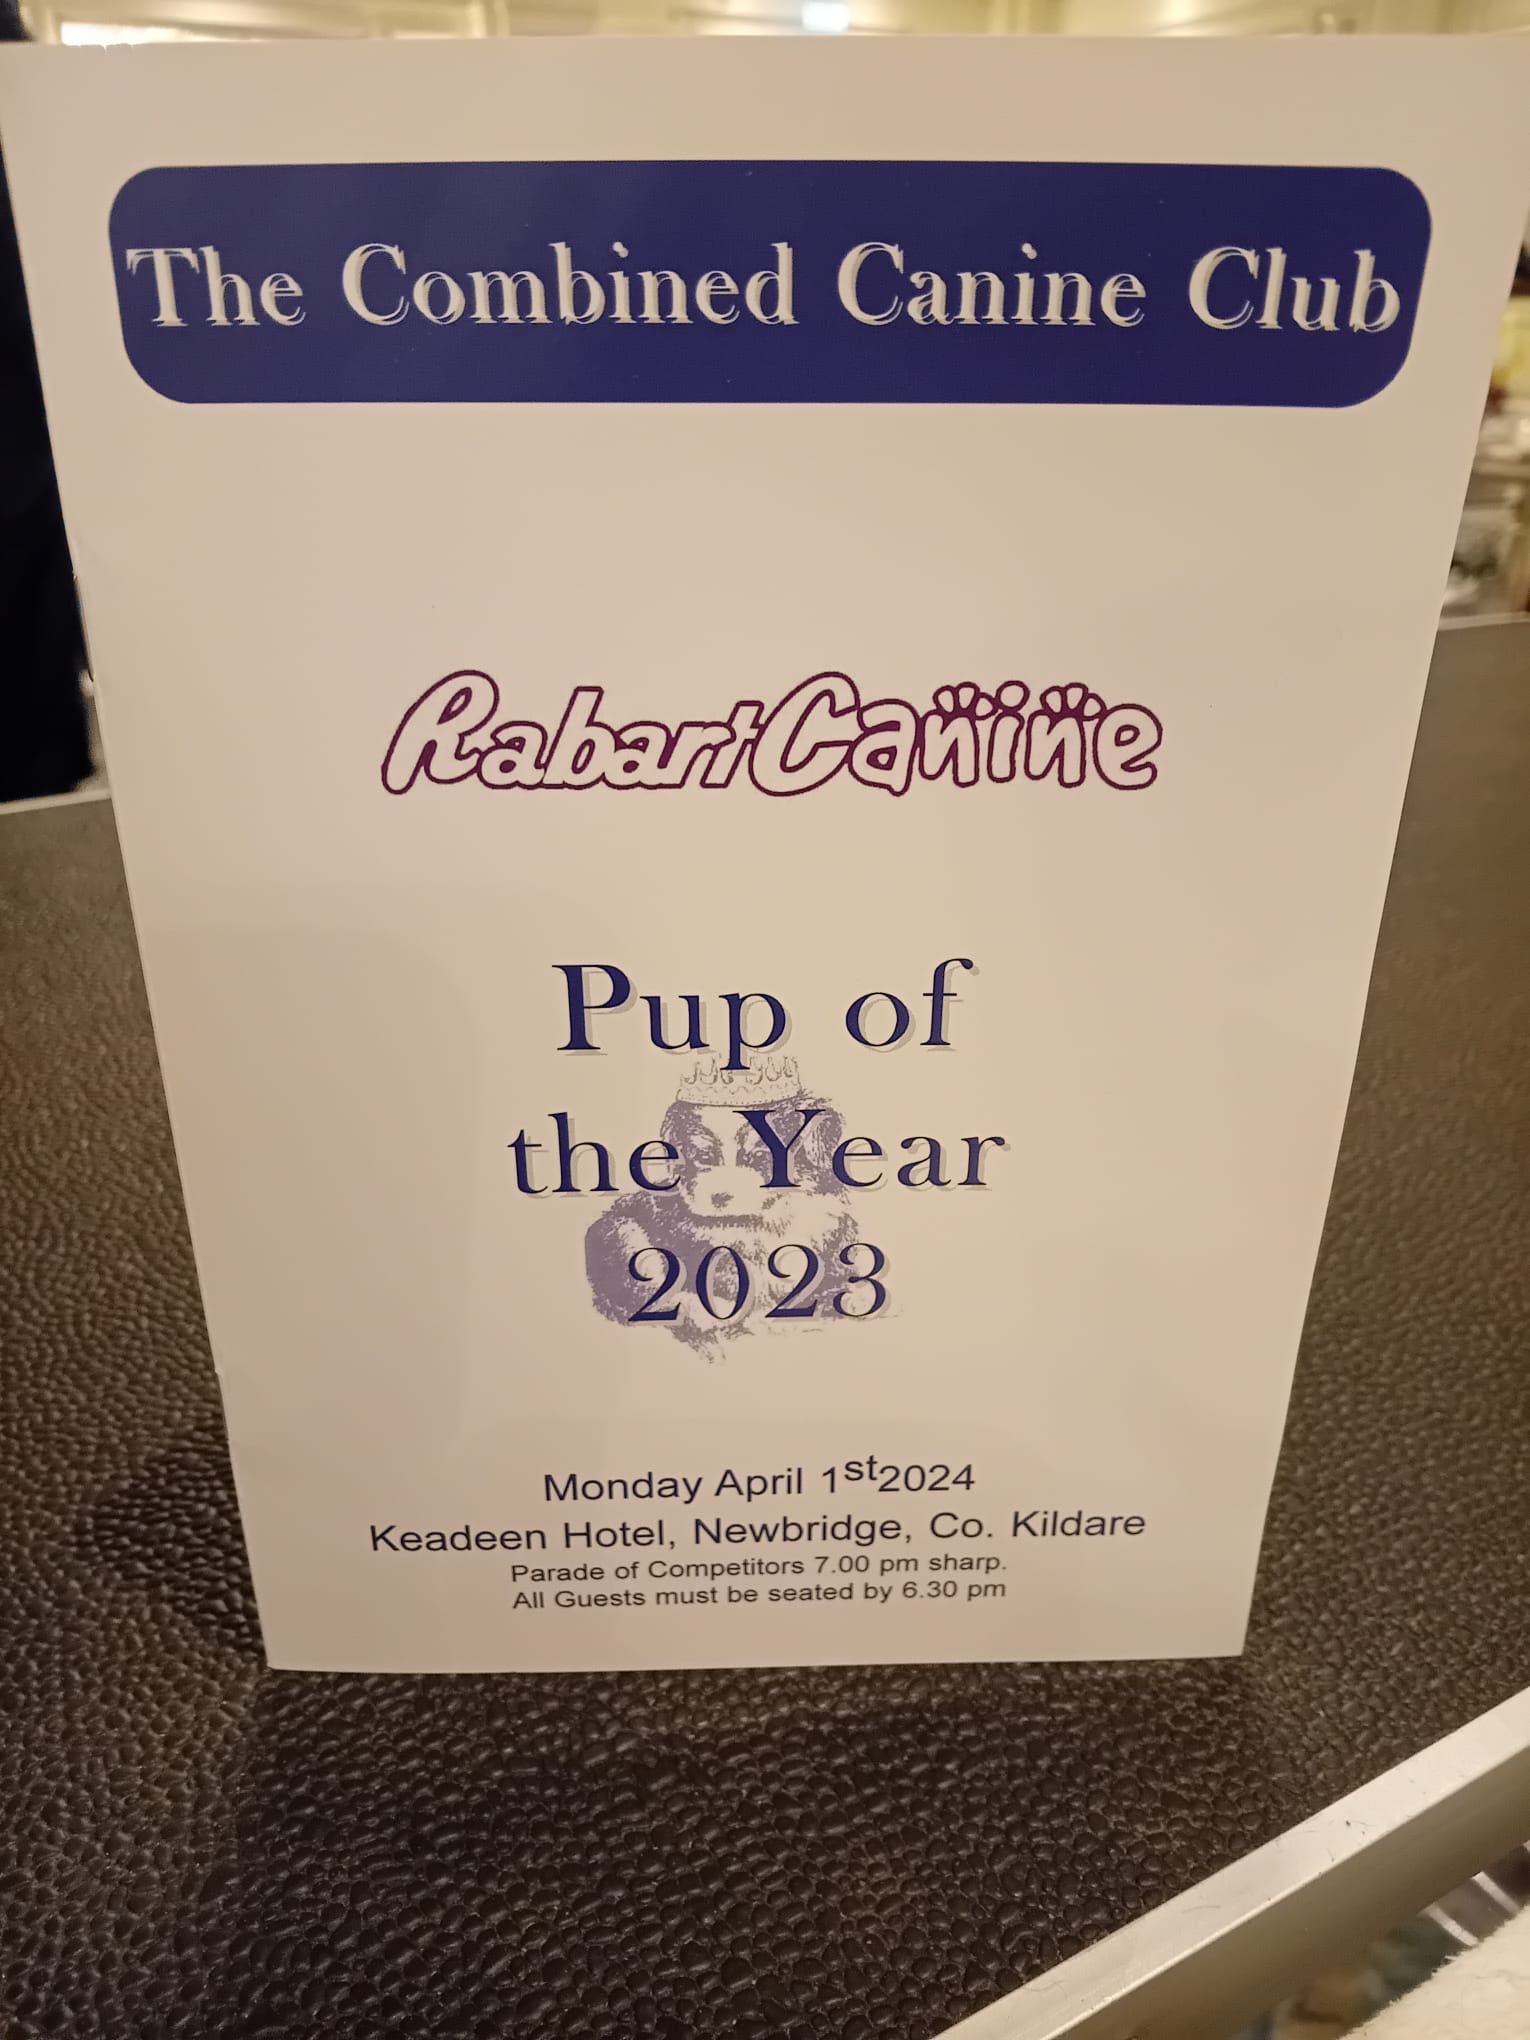 The Combined Canine Club
RabartCanine
Pup of
the Year
2023
Monday April 1st2024
Keadeen Hotel, Newbridge, Co. Kildare
Parade of Competitors 7.00 pm sharp.
All Guests must be seated by 6.30 pm